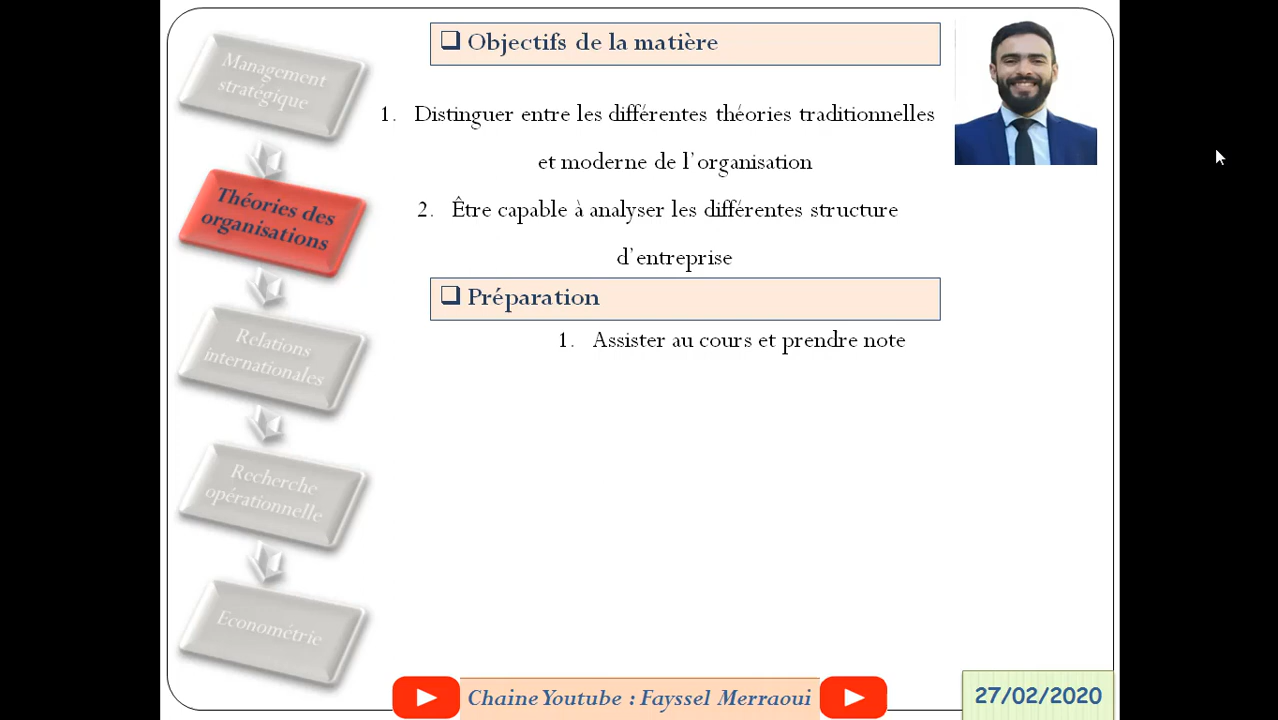 Management
stratégique
Théories des
organisations
Relations
internationales
Recherche
opérationnelle
Econométrie
Objectifs de la matière
1. Distinguer entre les différentes théories traditionnelles
et moderne de l'organisation
2. Être capable à analyser les différentes structure
d'entreprise
Préparation
1. Assister au cours et prendre note
Chaine Youtube : Fayssel Merraoui
27/02/2020